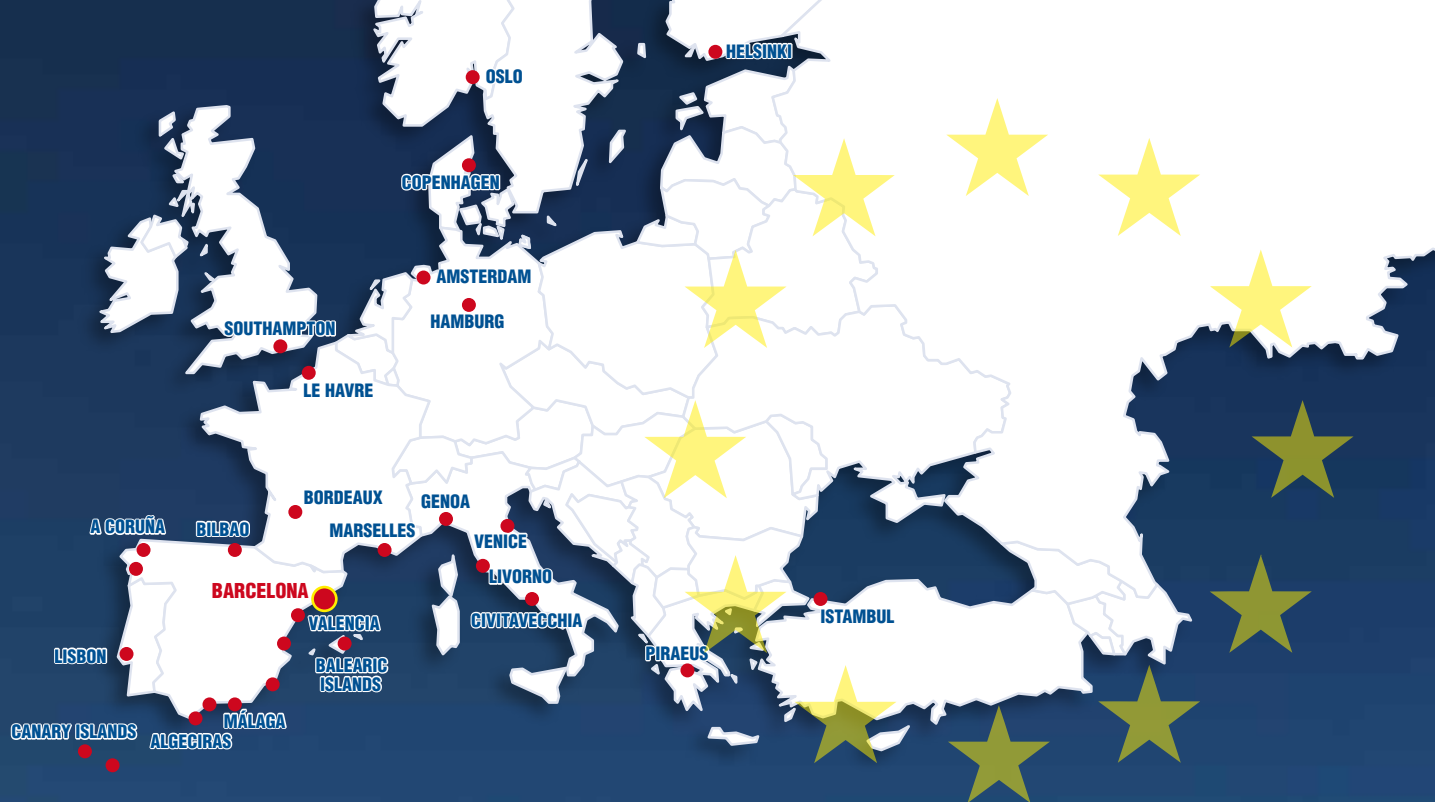 HELSINKI
OSLO
COPENHAGEN
AMSTERDAM
HAMBURG
SOUTHAMPTON
LE HAVRE
BORDEAUX
GENOA
A CORUÑA
BILBAO
MARSELLES
VENICE
LIVORNO
BARCELONA
CIVITAVECCHIA
VALENCIA
ISTAMBUL
LISBON
PIRAEUS
BALEARIC
ISLANDS
MÁLAGA
CANARY ISLANDS
ALGECIRAS